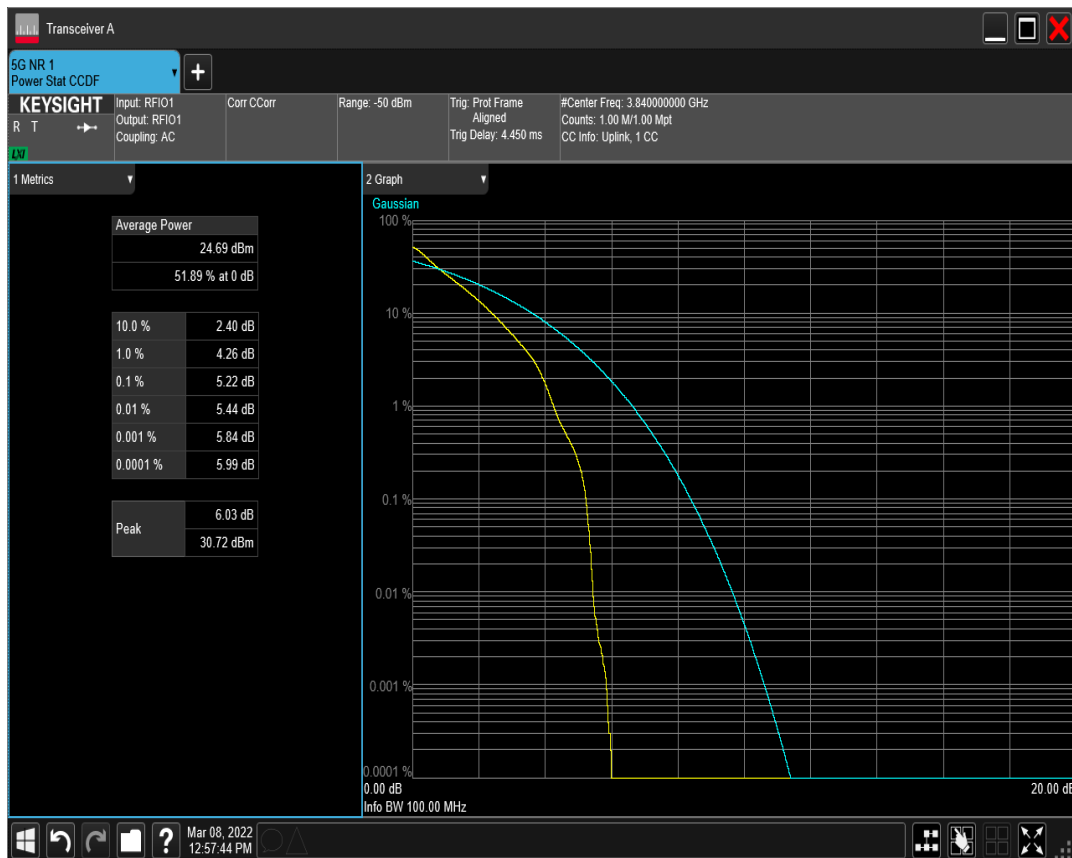 Transceiver A
5G NR 1
Power Stat CCDF
+
KEYSIGHT
R T
LXI
Input: RFIO1
Output: RFIO1
Coupling: AC
Corr CCorr
Range: -50 dBm
Trig: Prot Frame
Aligned
Trig Delay: 4.450 ms
#Center Freq: 3.840000000 GHz
Counts: 1.00 M/1.00 Mpt
CC Info: Uplink, 1 CC
1 Metrics
Average Power
24.69 dBm
51.89 % at 0 dB
10.0 % 2.40 dB
1.0 % 4.26 dB
0.1 % 5.22 dB
0.01 % 5.44 dB
0.001 % 5.84 dB
0.0001 % 5.99 dB
Peak
6.03 dB
30.72 dBm
2 Graph
Gaussian
100 %
10 %
1 %
0.1 %
0.01 %
0.001 %
0.0001 %
0.00 dB 20.00 dB
Info BW 100.00 MHz
?
Mar 08, 2022
12:57:44 PM